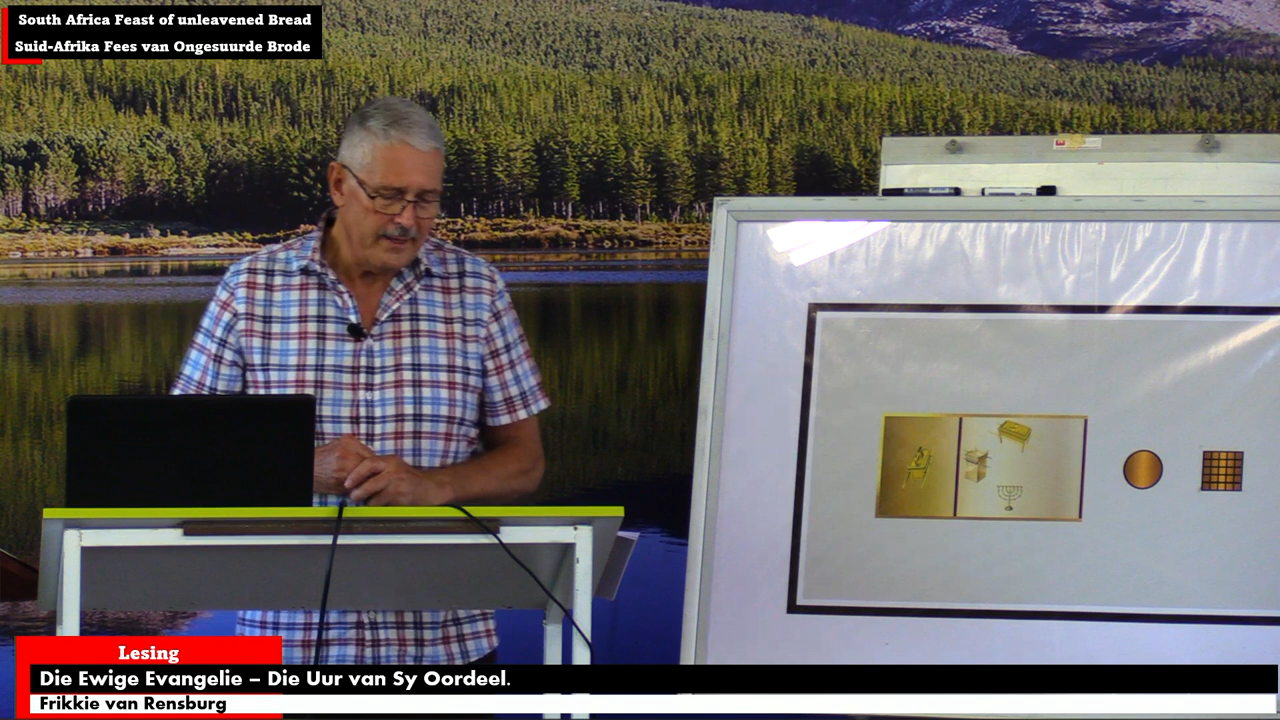 South Africa Feast of unleavened Bread
Suid-Afrika Fees van Ongesuurde Brode
Lesing
Die Ewige Evangelie – Die Uur van Sy Oordeel.
Frikkie van Rensburg